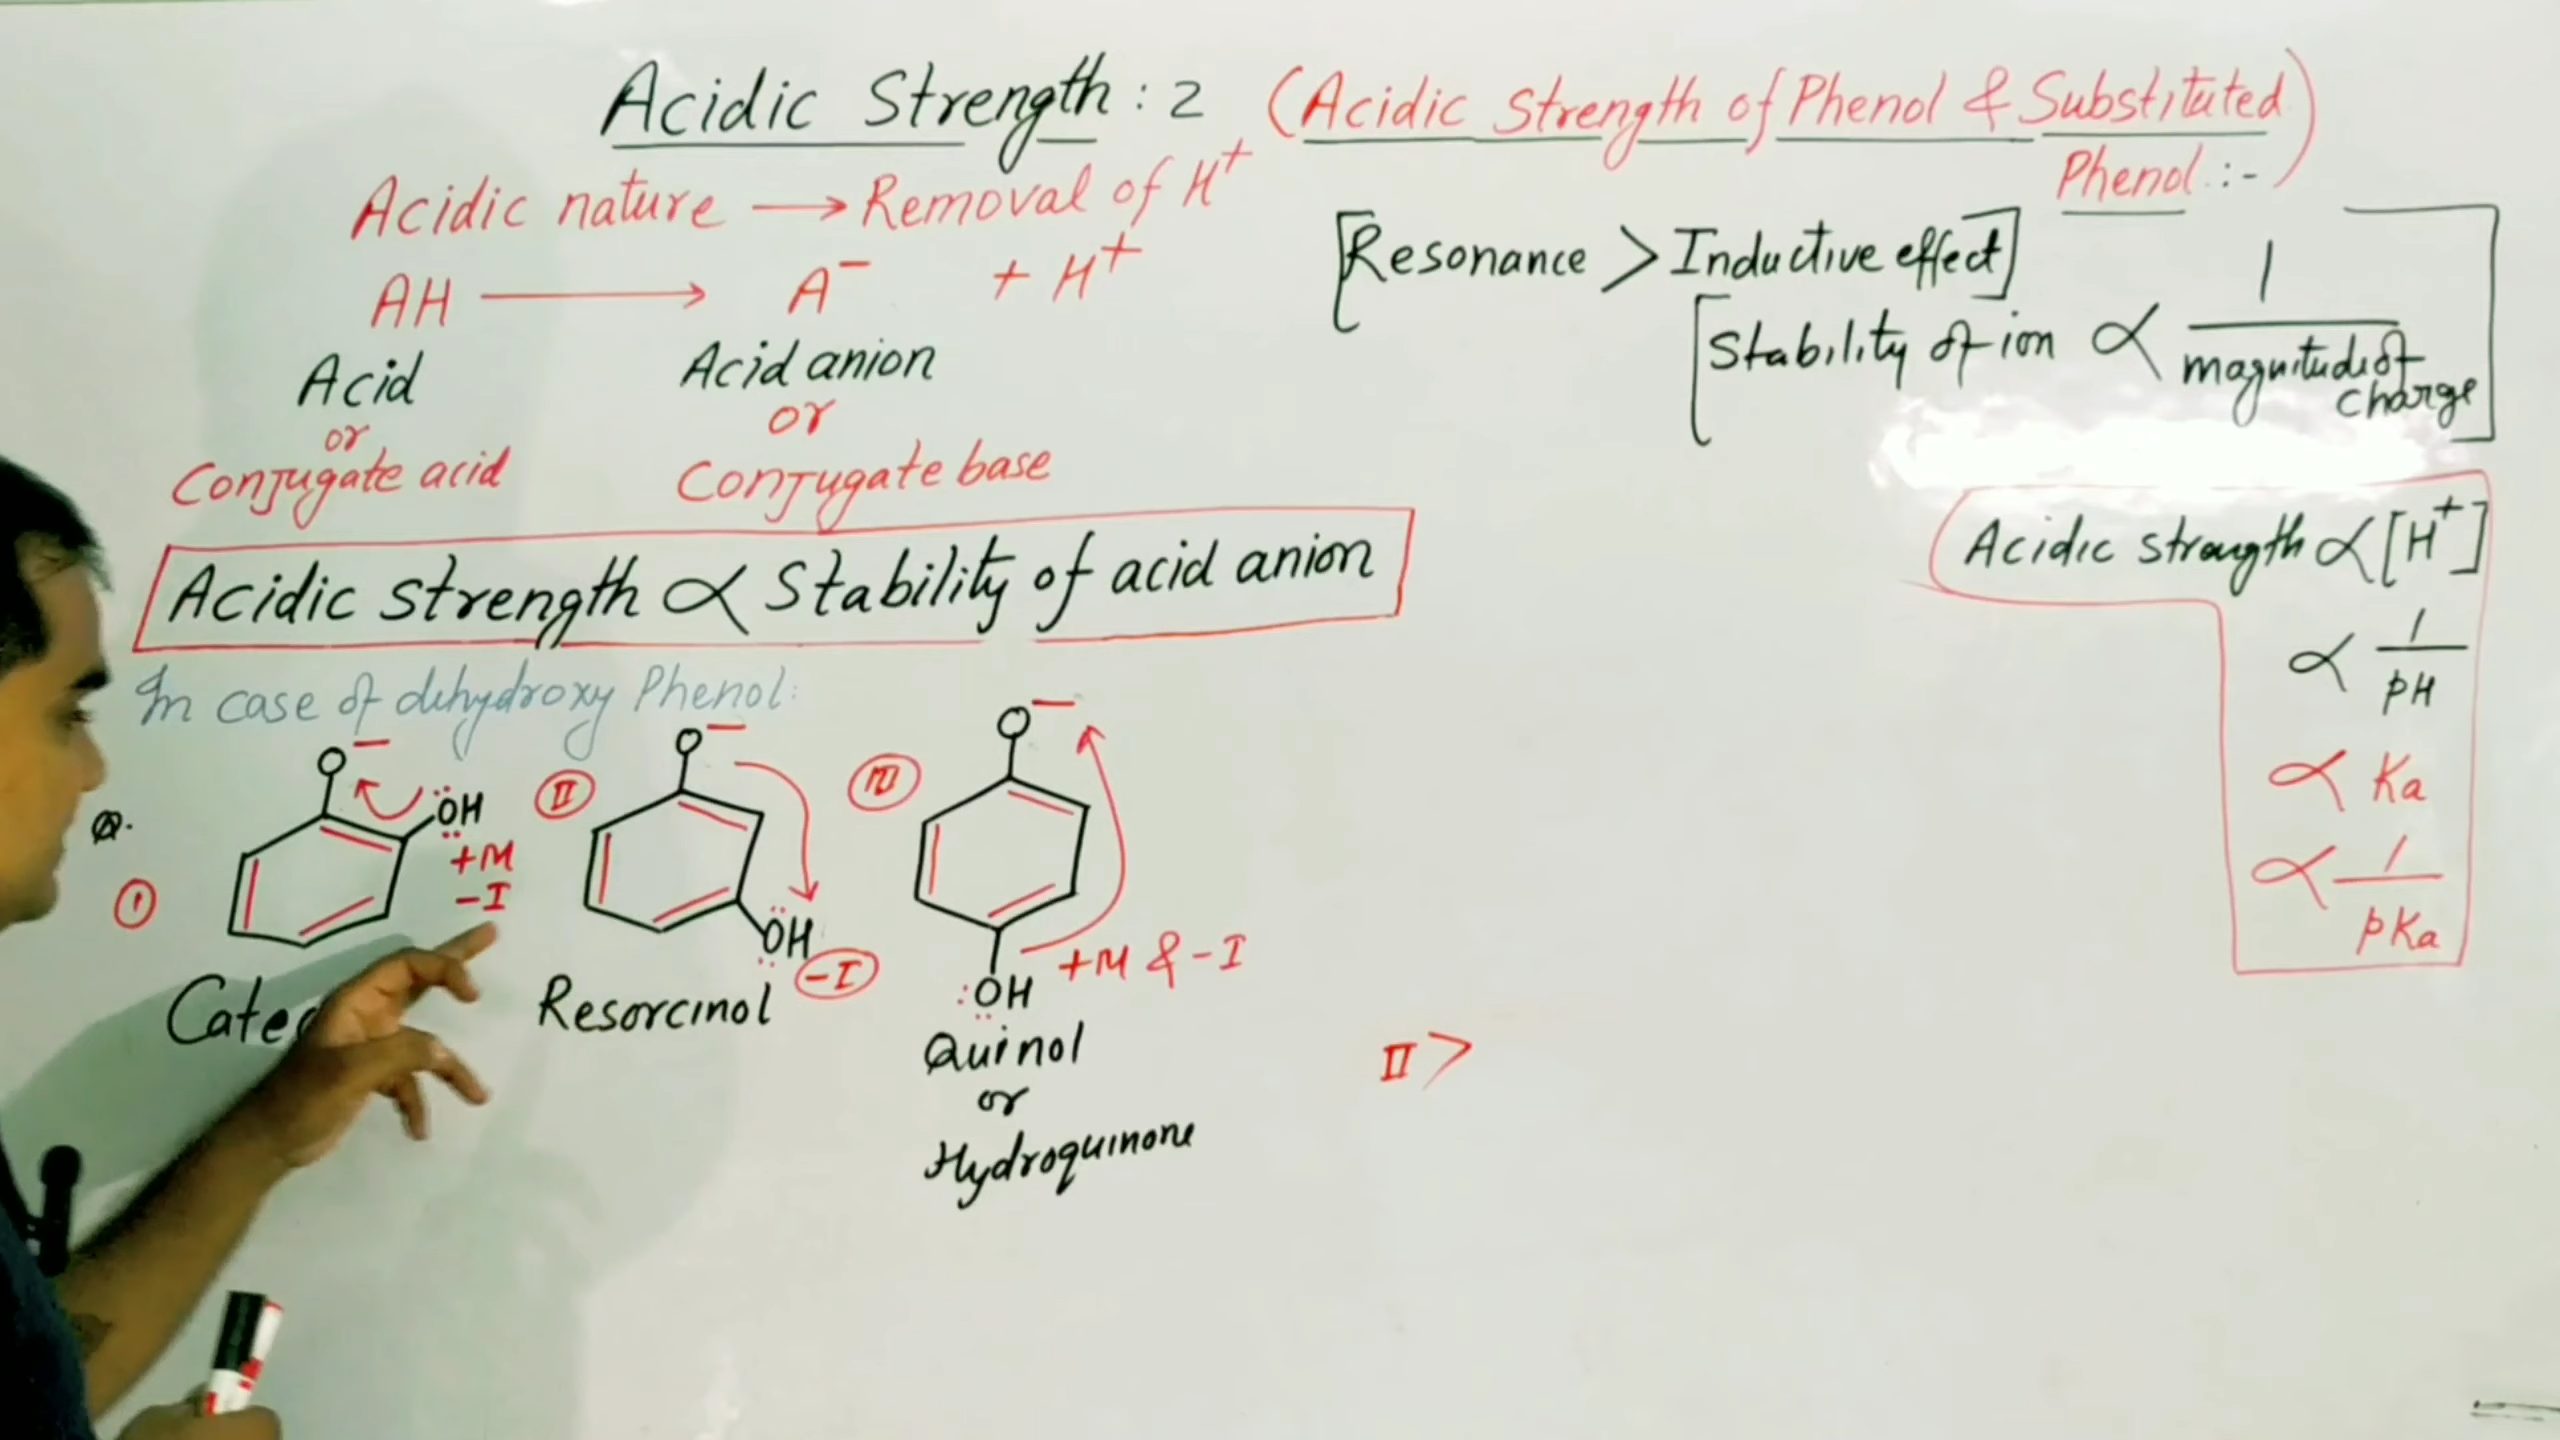 Acidic Strength : 2 (Acidic Strength of Phenol & Substituted
Phenol :-)
Acidic nature → Removal of H⁺
AH → A⁻ + H⁺
Acid
or
Conjugate acid
Acid anion
or
Conjugate base
[Resonance > Inductive effect]
[Stability of ion ∝ 1
magnitude of
charge]
Acidic strength ∝ Stability of acid anion
Acidic strength ∝ [H⁺]
∝ 1
pH
∝ Ka
∝ 1
pKa
In case of dihydroxy Phenol:
Q.
I
O⁻
OH
+M
-I
II
O⁻
OH
-I
Resorcinol
O⁻
OH
+M & -I
Quinol
or
Hydroquinone
II >